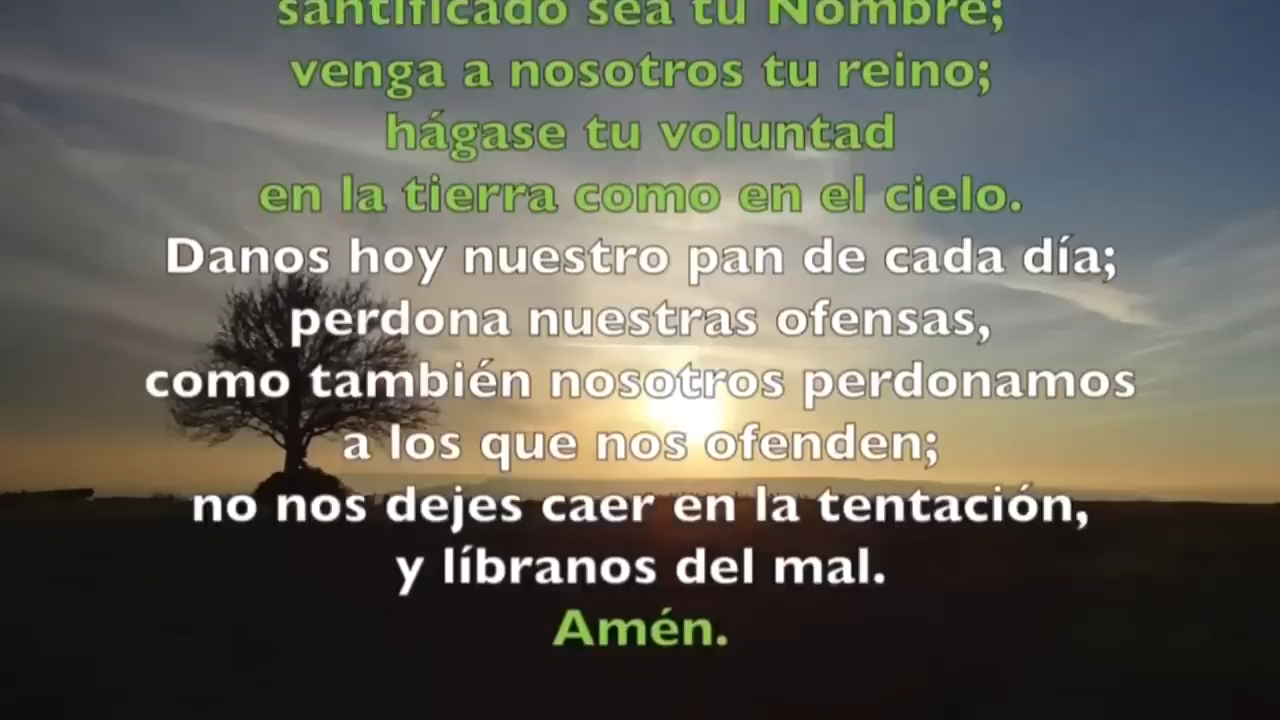 santificado sea tu Nombre;
venga a nosotros tu reino;
hágase tu voluntad
en la tierra como en el cielo.
Danos hoy nuestro pan de cada día;
perdona nuestras ofensas,
como también nosotros perdonamos
a los que nos ofenden;
no nos dejes caer en la tentación,
y líbranos del mal.
Amén.